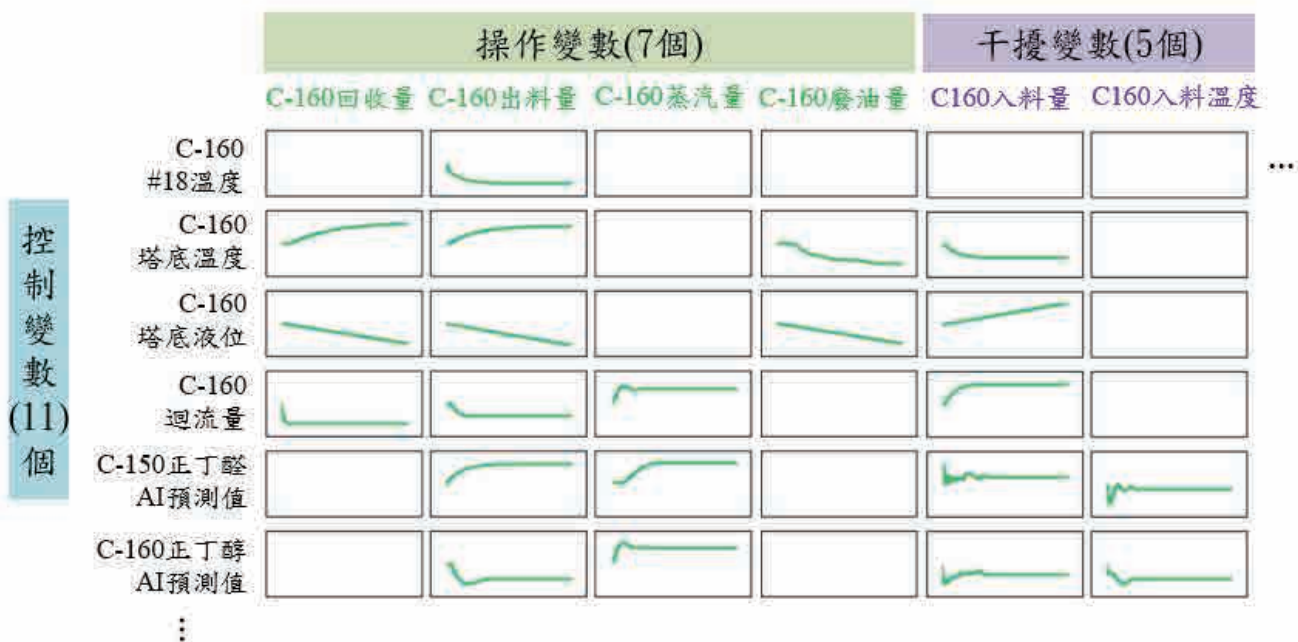 操作變數(7個)
干擾變數(5個)
C-160回收量
C-160出料量
C-160蒸汽量
C-160廢油量
C160入料量
C160入料溫度
控制變數(11)個
C-160
#18溫度
...
C-160
塔底溫度
C-160
塔底液位
C-160
迴流量
C-150正丁醛
AI預測值
C-160正丁醇
AI預測值
⋮